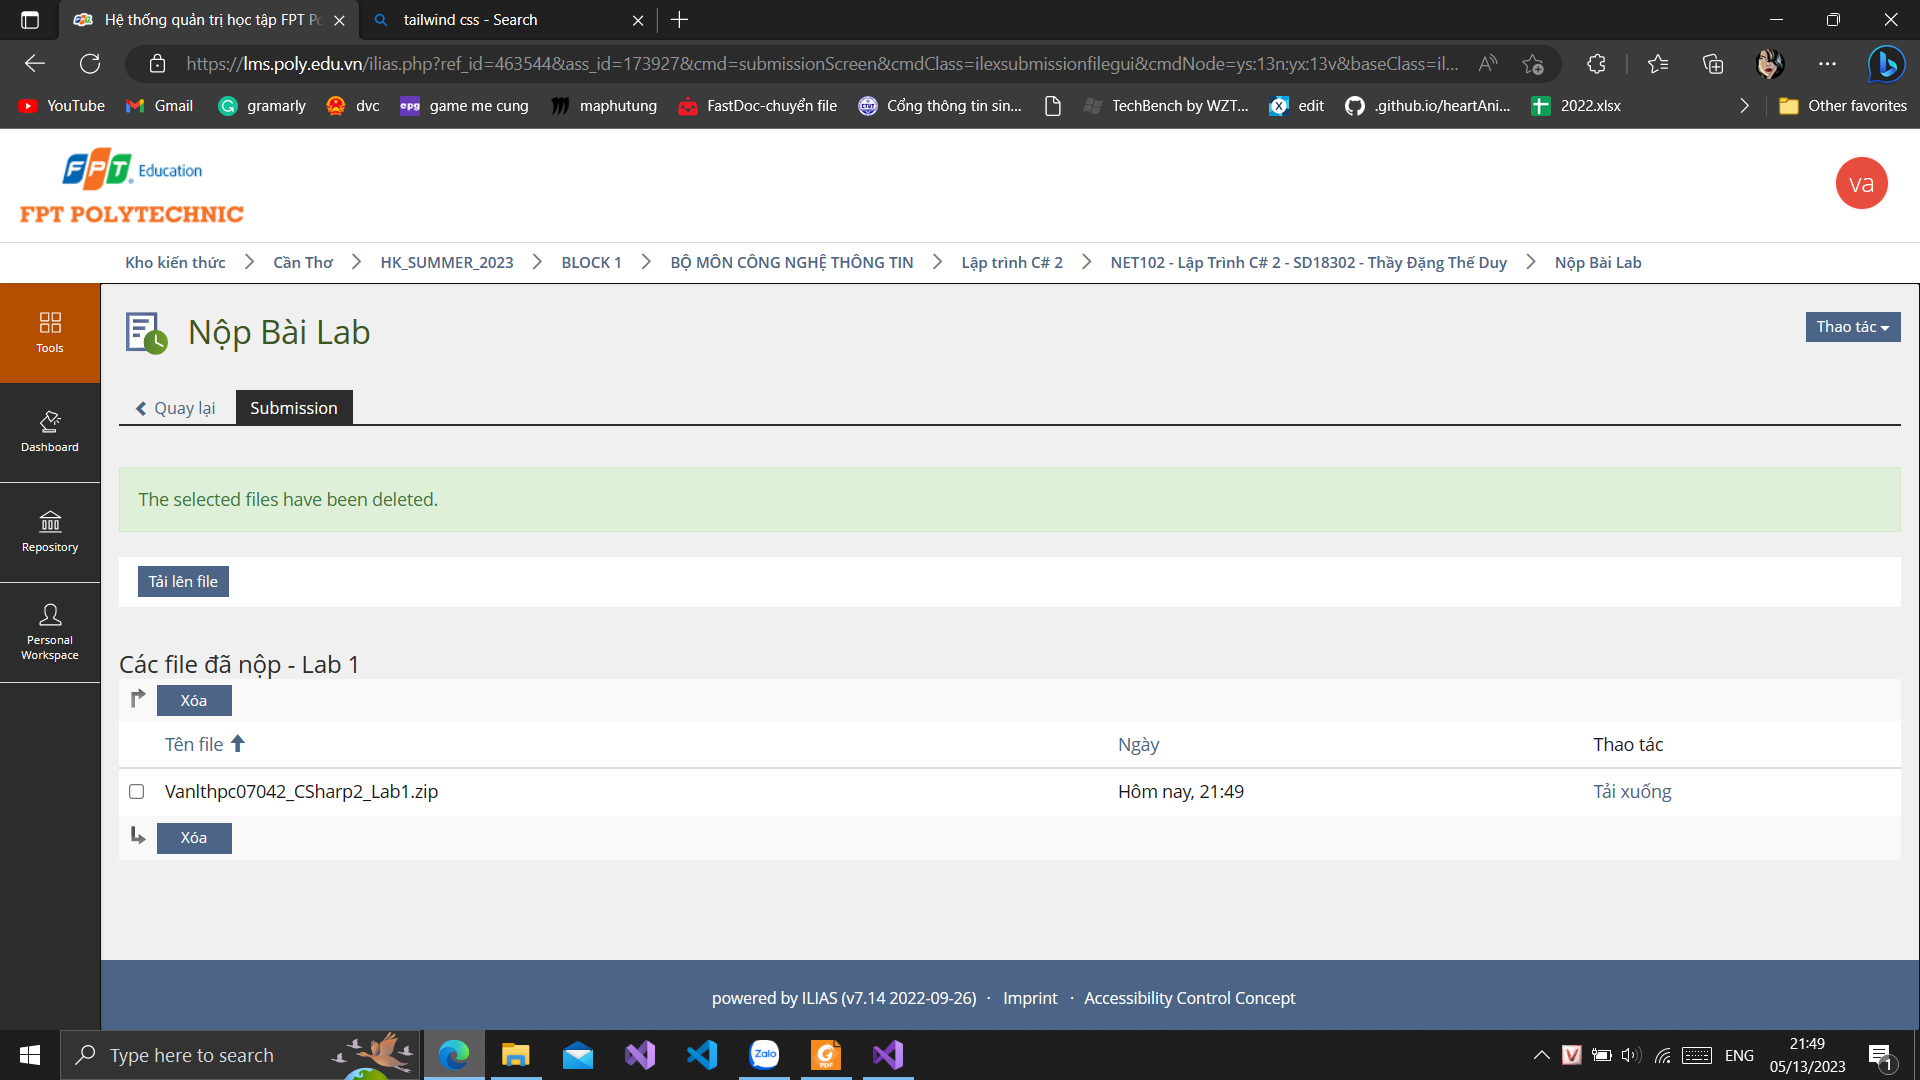 Hệ thống quản trị học tập FPT Po
tailwind css - Search
https://lms.poly.edu.vn/ilias.php?ref_id=463544&ass_id=173927&cmd=submissionScreen&cmdClass=ilexsubmissionfilegui&cmdNode=ys:13n:yx:13v&baseClass=il...
YouTube
Gmail
gramarly
dvc
game me cung
maphutung
FastDoc-chuyển file
Cổng thông tin sin...
TechBench by WZT...
edit
.github.io/heartAni...
2022.xlsx
Other favorites
FPT Education
FPT POLYTECHNIC
va
Kho kiến thức
Cần Thơ
HK_SUMMER_2023
BLOCK 1
BỘ MÔN CÔNG NGHỆ THÔNG TIN
Lập trình C# 2
NET102 - Lập Trình C# 2 - SD18302 - Thầy Đặng Thế Duy
Nộp Bài Lab
Tools
Dashboard
Repository
Personal
Workspace
Nộp Bài Lab
Thao tác
Quay lại
Submission
The selected files have been deleted.
Tải lên file
Các file đã nộp - Lab 1
Xóa
Tên file
Ngày
Thao tác
Vanlthpc07042_CSharp2_Lab1.zip
Hôm nay, 21:49
Tải xuống
Xóa
powered by ILIAS (v7.14 2022-09-26) · Imprint · Accessibility Control Concept
Type here to search
Zalo
PDF
ENG
21:49
05/13/2023
1